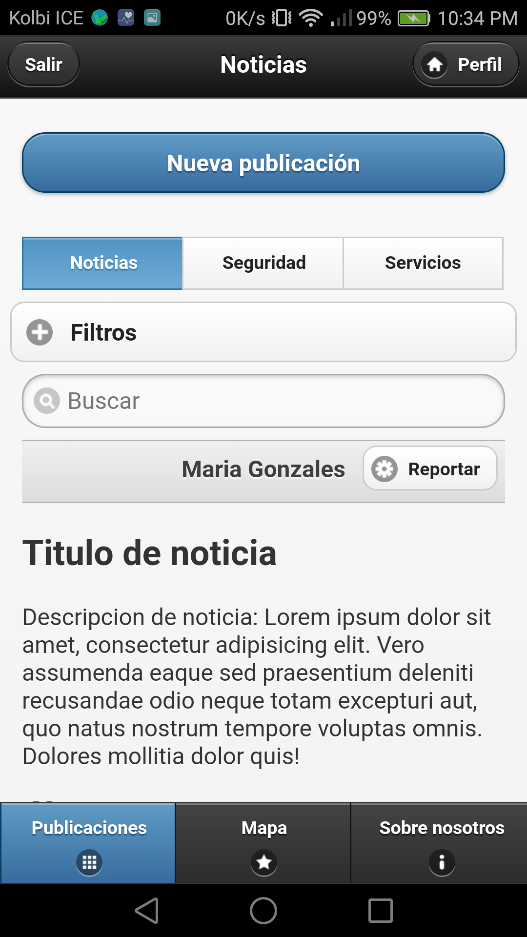 Kolbi ICE 0K/s 99% 10:34 PM
Salir Noticias Perfil
Nueva publicación
Noticias Seguridad Servicios
Filtros
Buscar
Maria Gonzales Reportar
Titulo de noticia
Descripcion de noticia: Lorem ipsum dolor sit
amet, consectetur adipisicing elit. Vero
assumenda eaque sed praesentium deleniti
recusandae odio neque totam excepturi aut,
quo natus nostrum tempore voluptas omnis.
Dolores mollitia dolor quis!
Publicaciones Mapa Sobre nosotros